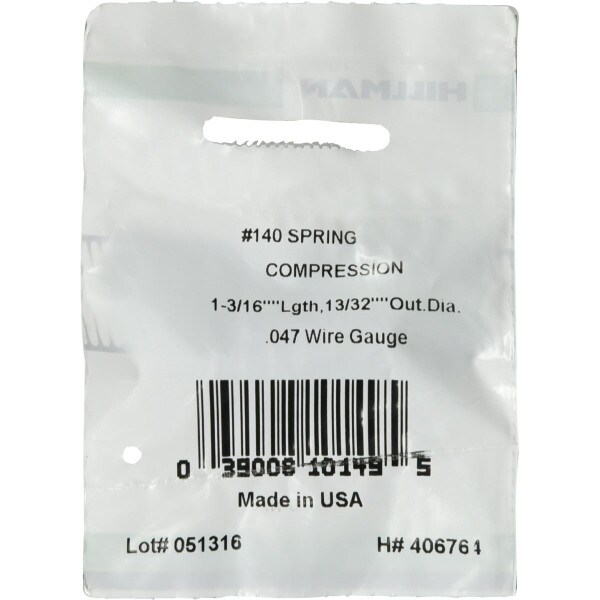 HILLMAN
#140 SPRING
COMPRESSION
1-3/16""Lgth,13/32""Out.Dia.
.047 Wire Gauge
0 39008 10149 5
Made in USA
Lot# 051316 H# 406764